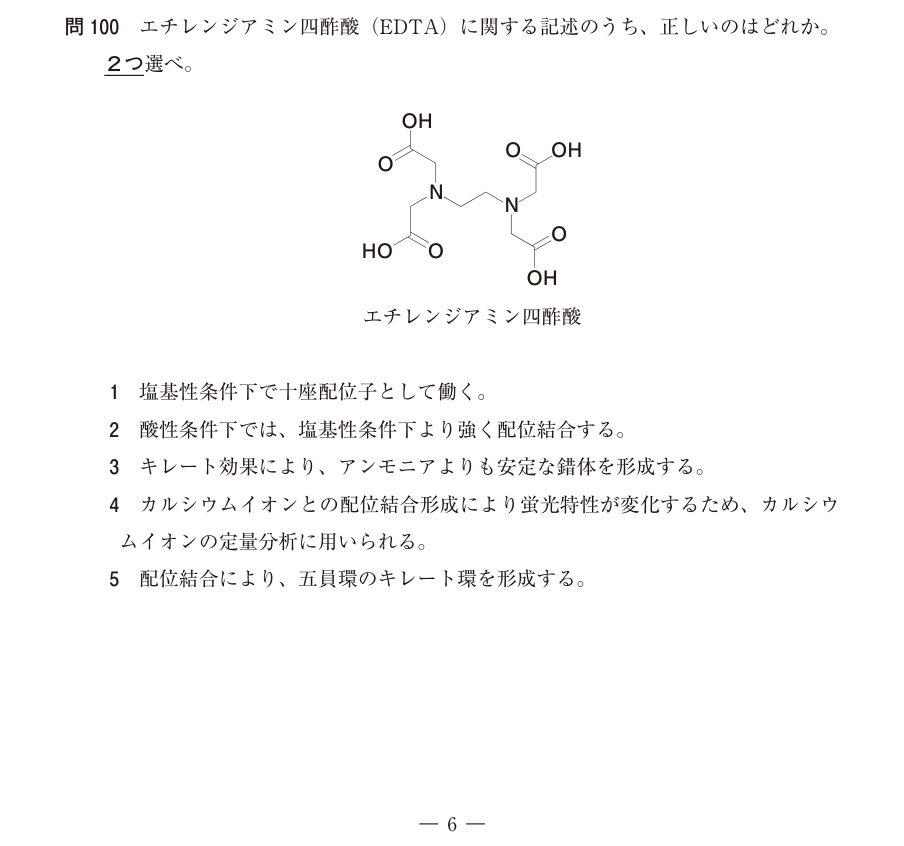 問 100 エチレンジアミン四酢酸（EDTA）に関する記述のうち、正しいのはどれか。
２つ選べ。
OH
O
O
OH
N
N
HO
O
O
OH
エチレンジアミン四酢酸
1 塩基性条件下で十座配位子として働く。
2 酸性条件下では、塩基性条件下より強く配位結合する。
3 キレート効果により、アンモニアよりも安定な錯体を形成する。
4 カルシウムイオンとの配位結合形成により蛍光特性が変化するため、カルシウ
ムイオンの定量分析に用いられる。
5 配位結合により、五員環のキレート環を形成する。
― 6 ―